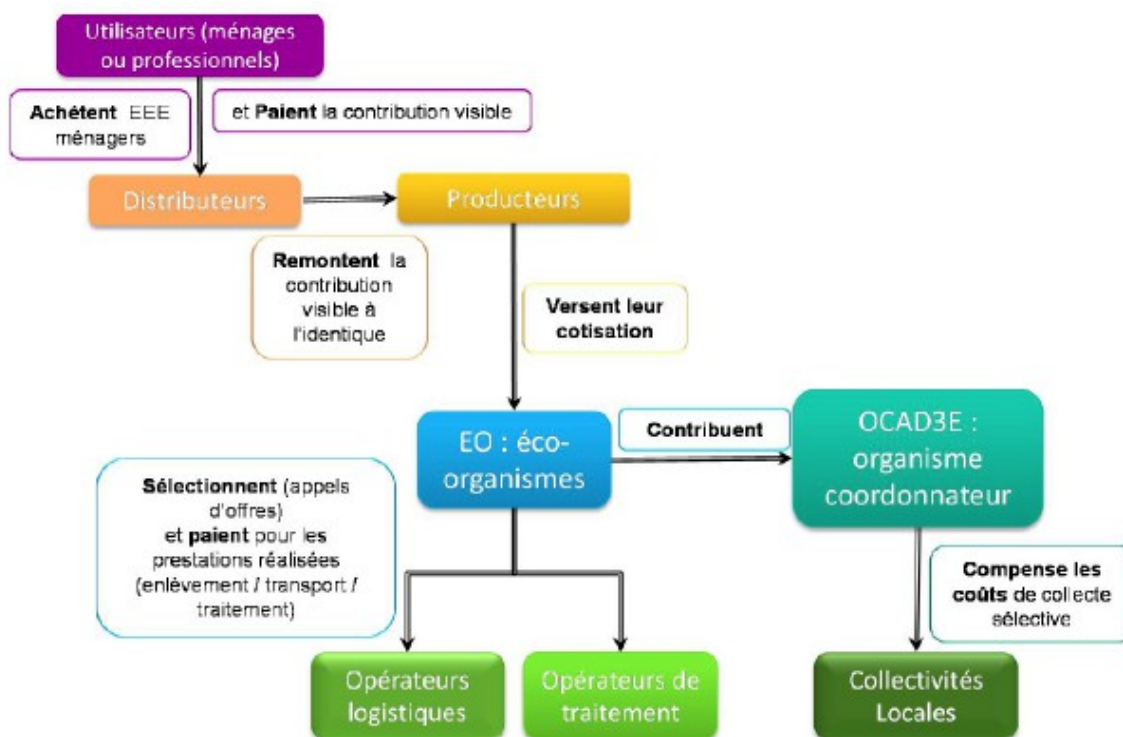 Utilisateurs (ménages
ou professionnels)
Achétent EEE
ménagers
et Paient la contribution visible
Distributeurs
Producteurs
Remontent la
contribution
visible à
l'identique
Versent leur
cotisation
EO : éco-
organismes
Contribuent
OCAD3E :
organisme
coordonnateur
Sélectionnent (appels
d'offres)
et paient pour les
prestations réalisées
(enlèvement / transport /
traitement)
Compense les
coûts de collecte
sélective
Opérateurs
logistiques
Opérateurs de
traitement
Collectivités
Locales